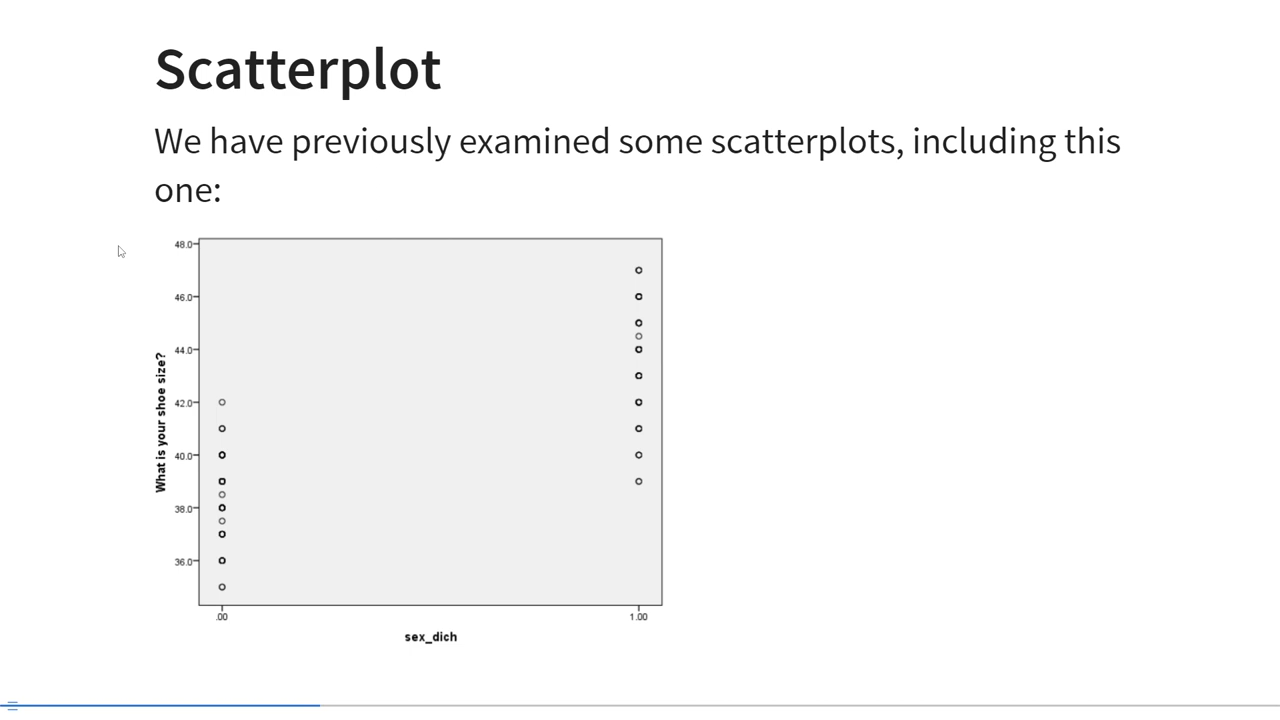 Scatterplot
We have previously examined some scatterplots, including this
one:
48.0
46.0
44.0
42.0
40.0
38.0
36.0
What is your shoe size?
.00
1.00
sex_dich